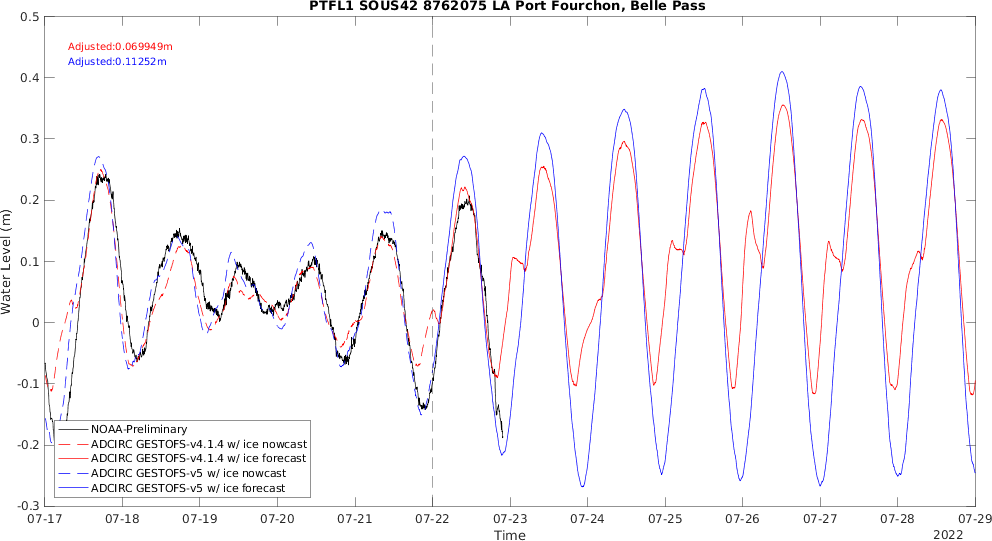 PTFL1 SOUS42 8762075 LA Port Fourchon, Belle Pass
0.5
0.4
0.3
0.2
0.1
0
-0.1
-0.2
-0.3
Water Level (m)
Adjusted:0.069949m
Adjusted:0.11252m
NOAA-Preliminary
ADCIRC GESTOFS-v4.1.4 w/ ice nowcast
ADCIRC GESTOFS-v4.1.4 w/ ice forecast
ADCIRC GESTOFS-v5 w/ ice nowcast
ADCIRC GESTOFS-v5 w/ ice forecast
07-17 07-18 07-19 07-20 07-21 07-22 07-23 07-24 07-25 07-26 07-27 07-28 07-29
Time
2022